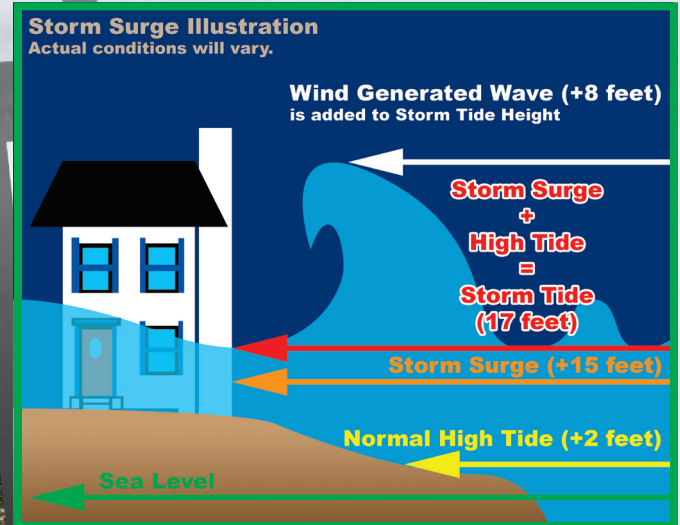 Storm Surge Illustration
Actual conditions will vary.
Wind Generated Wave (+8 feet)
is added to Storm Tide Height
Storm Surge
+
High Tide
=
Storm Tide
(17 feet)
Storm Surge (+15 feet)
Normal High Tide (+2 feet)
Sea Level